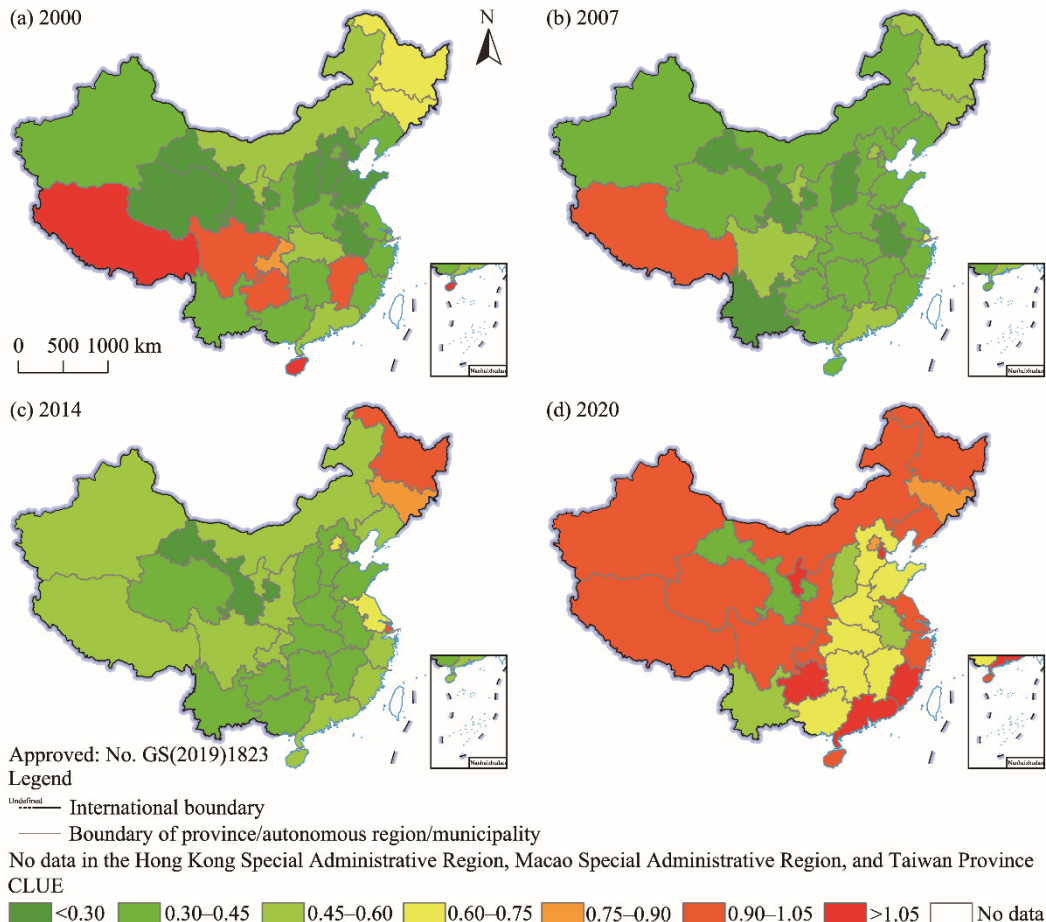 (a) 2000
N
(b) 2007
0 500 1000 km
(c) 2014
(d) 2020
Approved: No. GS(2019)1823
Legend
Undefined
International boundary
Boundary of province/autonomous region/municipality
No data in the Hong Kong Special Administrative Region, Macao Special Administrative Region, and Taiwan Province
CLUE
<0.30 0.30–0.45 0.45–0.60 0.60–0.75 0.75–0.90 0.90–1.05 >1.05 No data